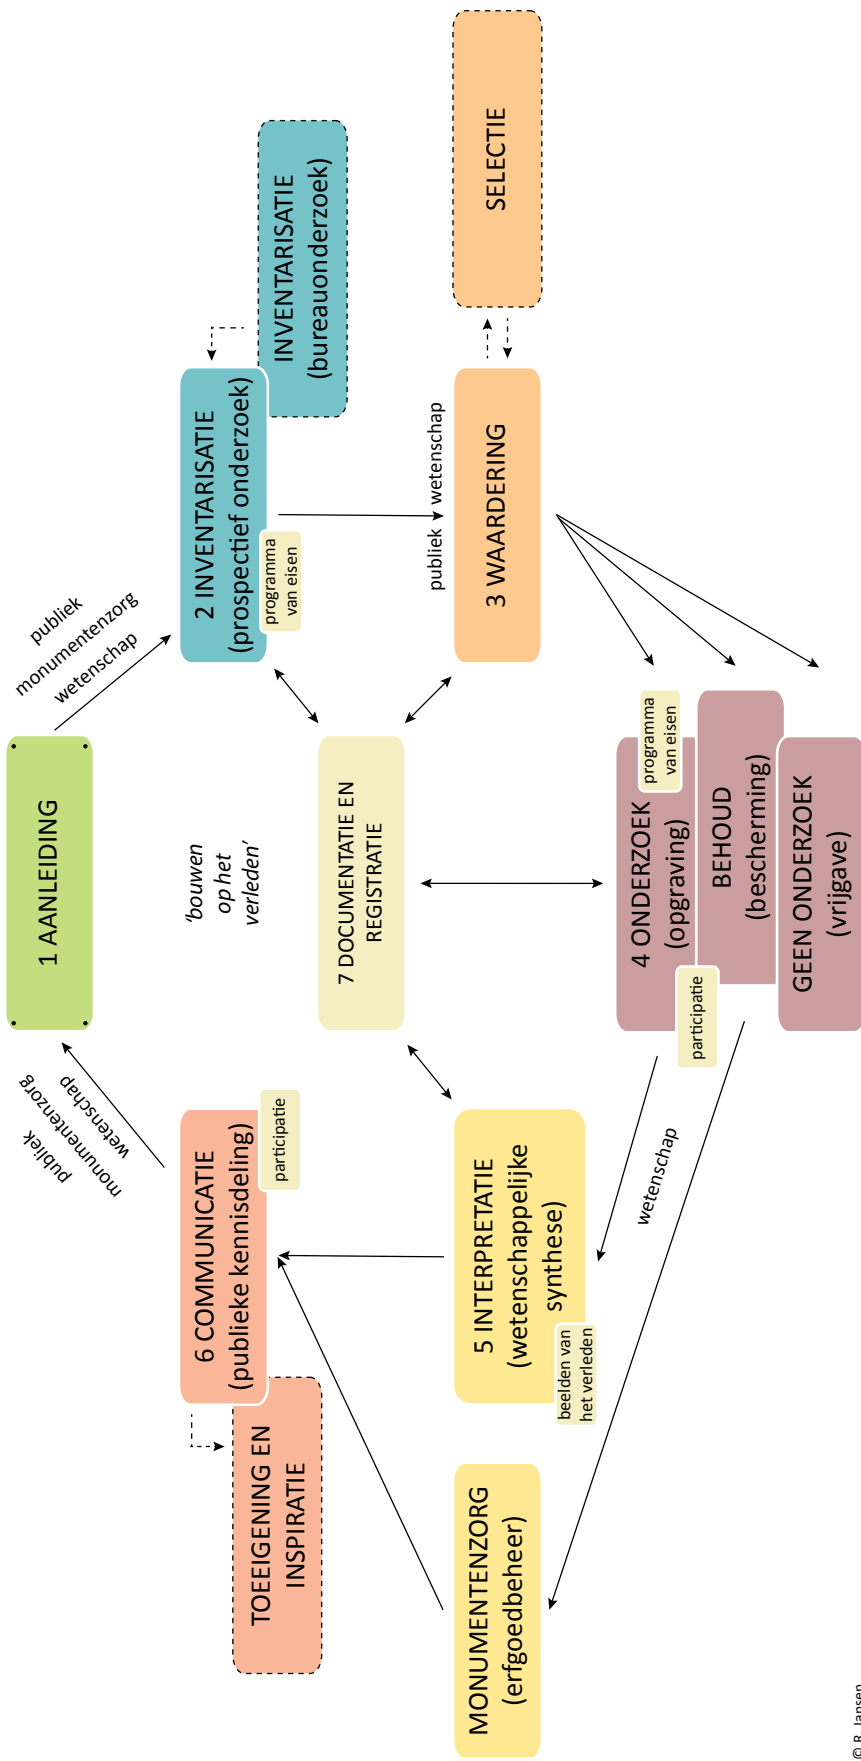 1 AANLEIDING
publiek
monumentenzorg
wetenschap
2 INVENTARISATIE
(prospectief onderzoek)
programma
van eisen
INVENTARISATIE
(bureauonderzoek)
publiek wetenschap
3 WAARDERING
SELECTIE
4 ONDERZOEK
(opgraving)
programma
van eisen
participatie
BEHOUD
(bescherming)
GEEN ONDERZOEK
(vrijgave)
wetenschap
5 INTERPRETATIE
(wetenschappelijke
synthese)
beelden van
het verleden
MONUMENTENZORG
(erfgoedbeheer)
6 COMMUNICATIE
(publieke kennisdeling)
participatie
TOEEIGENING EN
INSPIRATIE
publiek
monumentenzorg
wetenschap
'bouwen
op het
verleden'
7 DOCUMENTATIE EN
REGISTRATIE
© R. Jansen